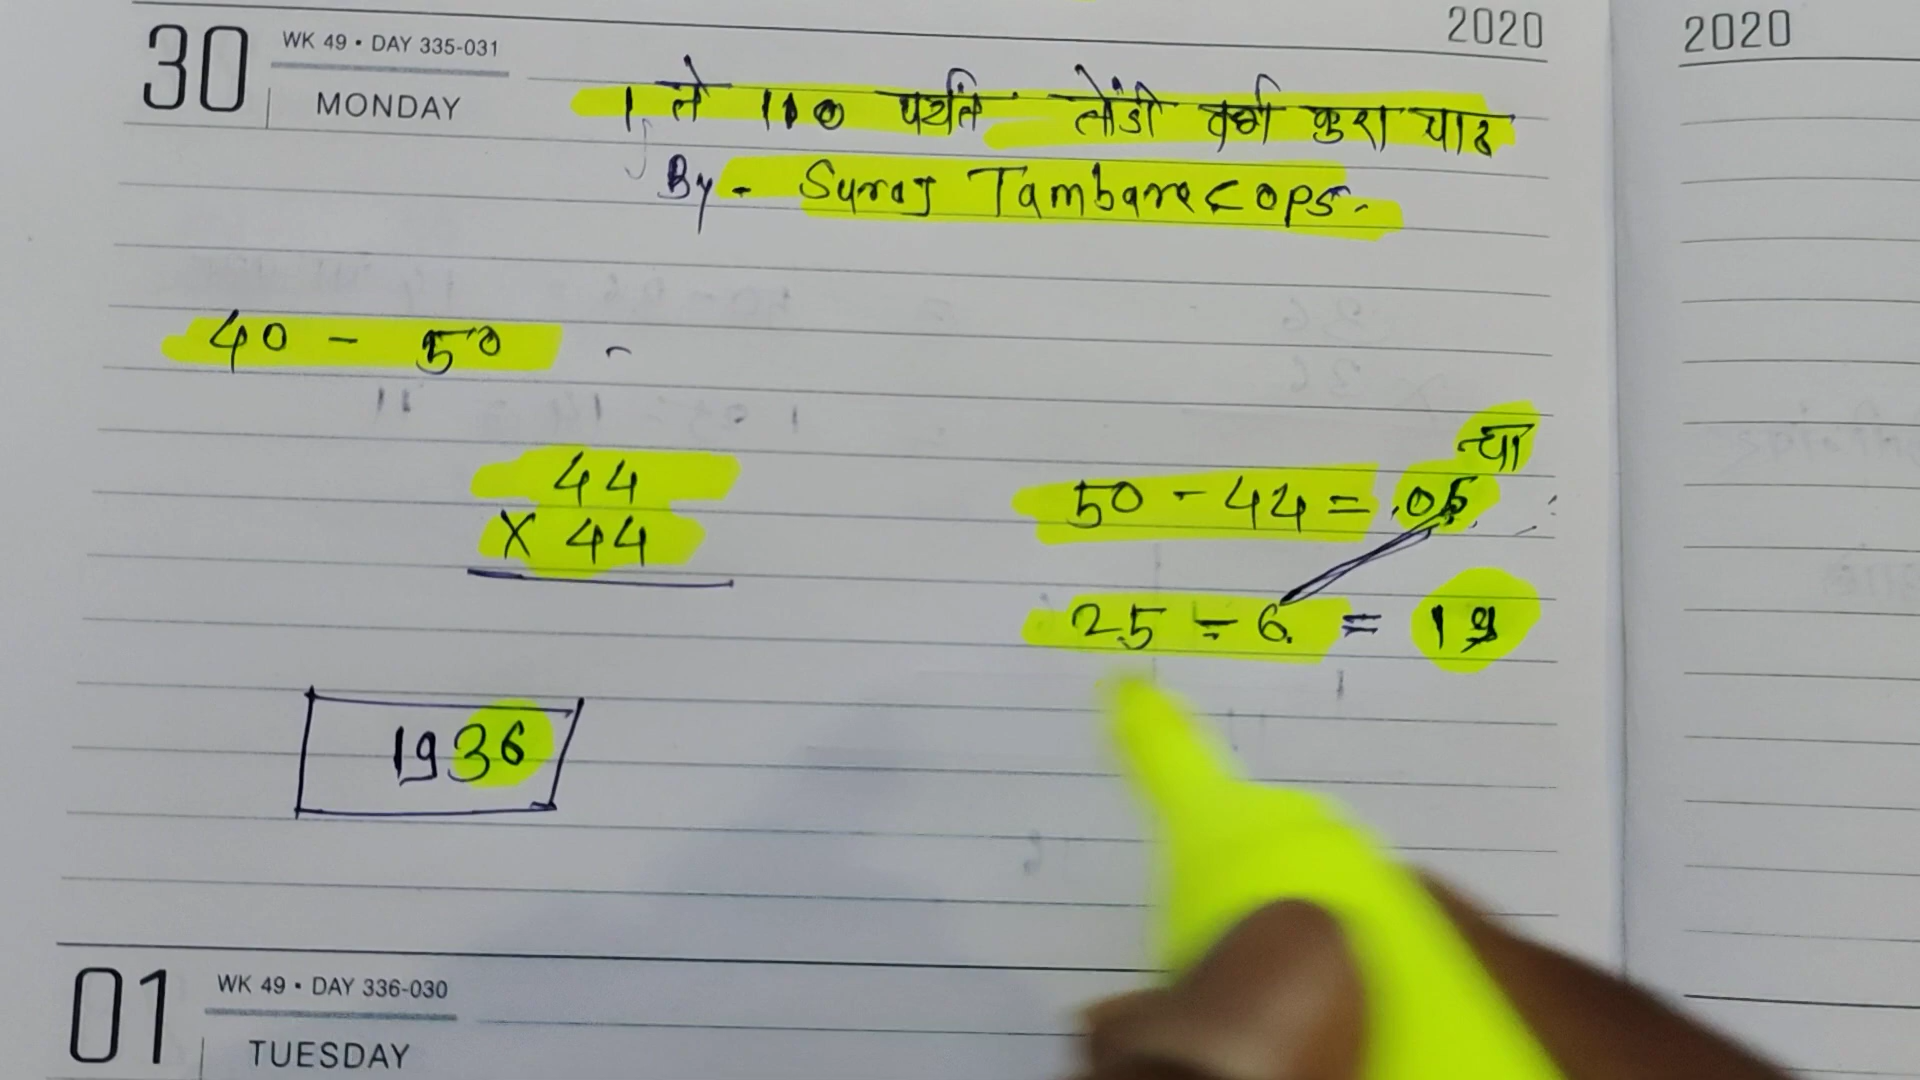 2020
2020
30
WK 49 • DAY 335-031
MONDAY
1 ते 110 पर्यंत तोंडी वर्ग कसा काढा
By - Suraj Tambare cops.
40 - 50 -
44
X 44
चा
50 - 44 = 06
25 - 6 = 19
1936
01
WK 49 • DAY 336-030
TUESDAY